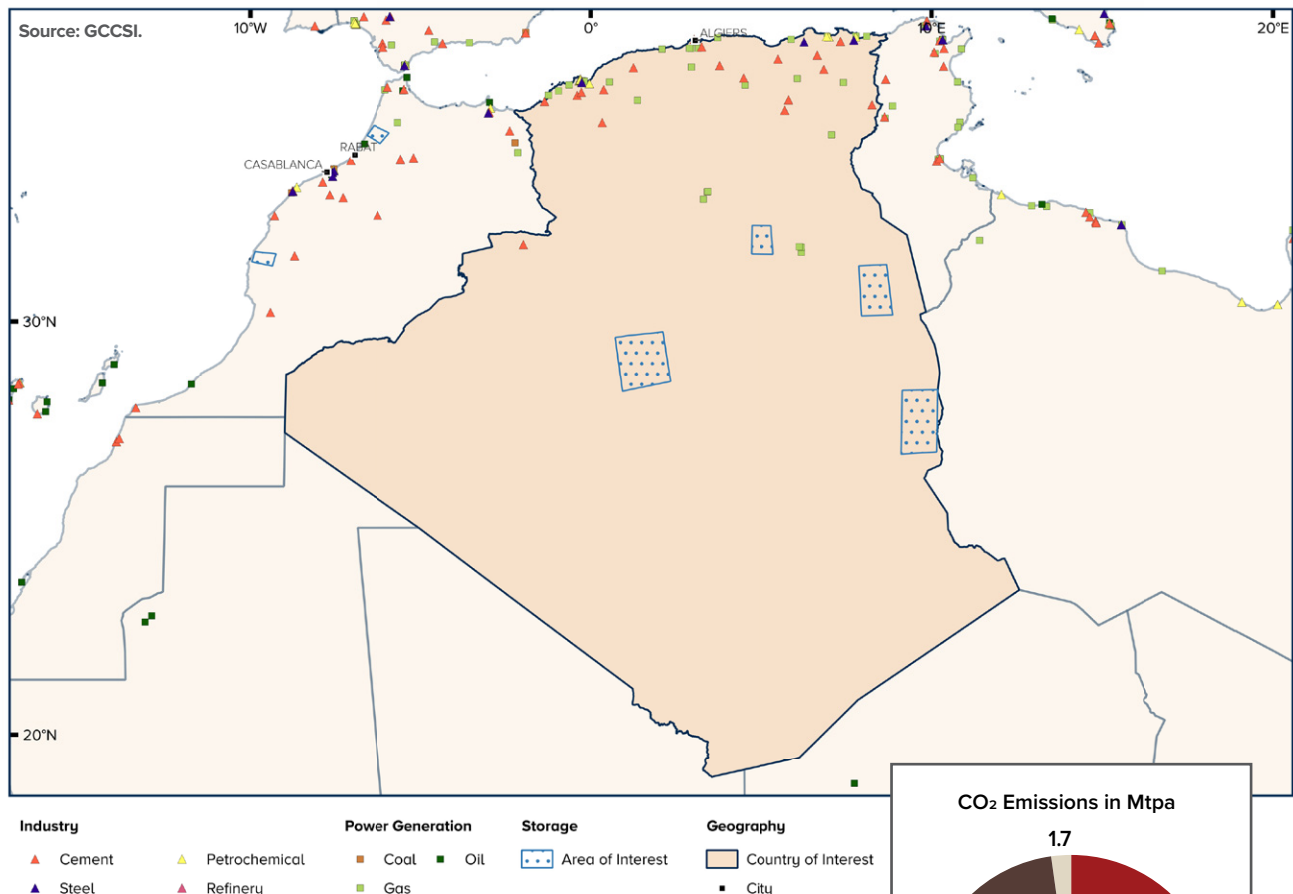 Source: GCCSI.
10°W
0°
10°E
20°E
ALGIERS
RABAT
CASABLANCA
30°N
20°N
CO₂ Emissions in Mtpa
1.7
Industry
Power Generation
Storage
Geography
Cement
Petrochemical
Coal
Oil
Area of Interest
Country of Interest
Steel
Refinery
Gas
City